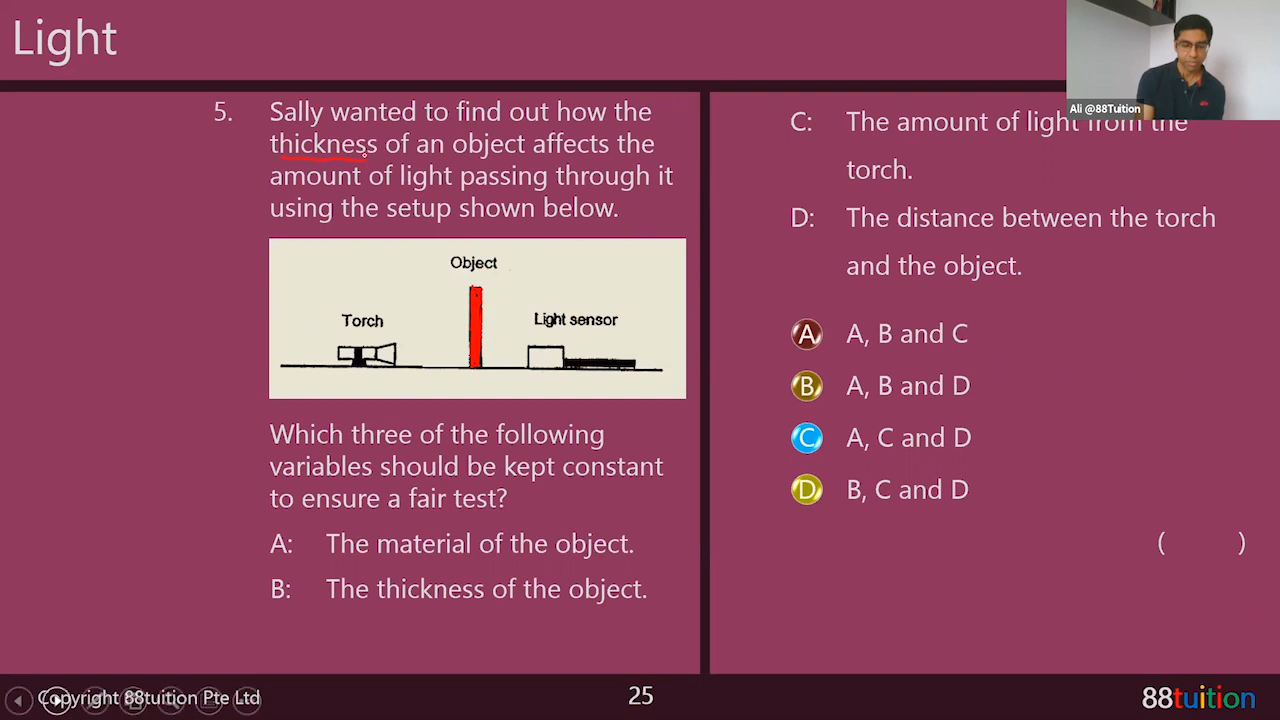 Light
Ali @88Tuition
5. Sally wanted to find out how the
thickness of an object affects the
amount of light passing through it
using the setup shown below.
Object
Torch
Light sensor
Which three of the following
variables should be kept constant
to ensure a fair test?
A: The material of the object.
B: The thickness of the object.
C: The amount of light from the
torch.
D: The distance between the torch
and the object.
A A, B and C
B A, B and D
C A, C and D
D B, C and D
( )
Copyright 88tuition Pte Ltd
25
88tuition